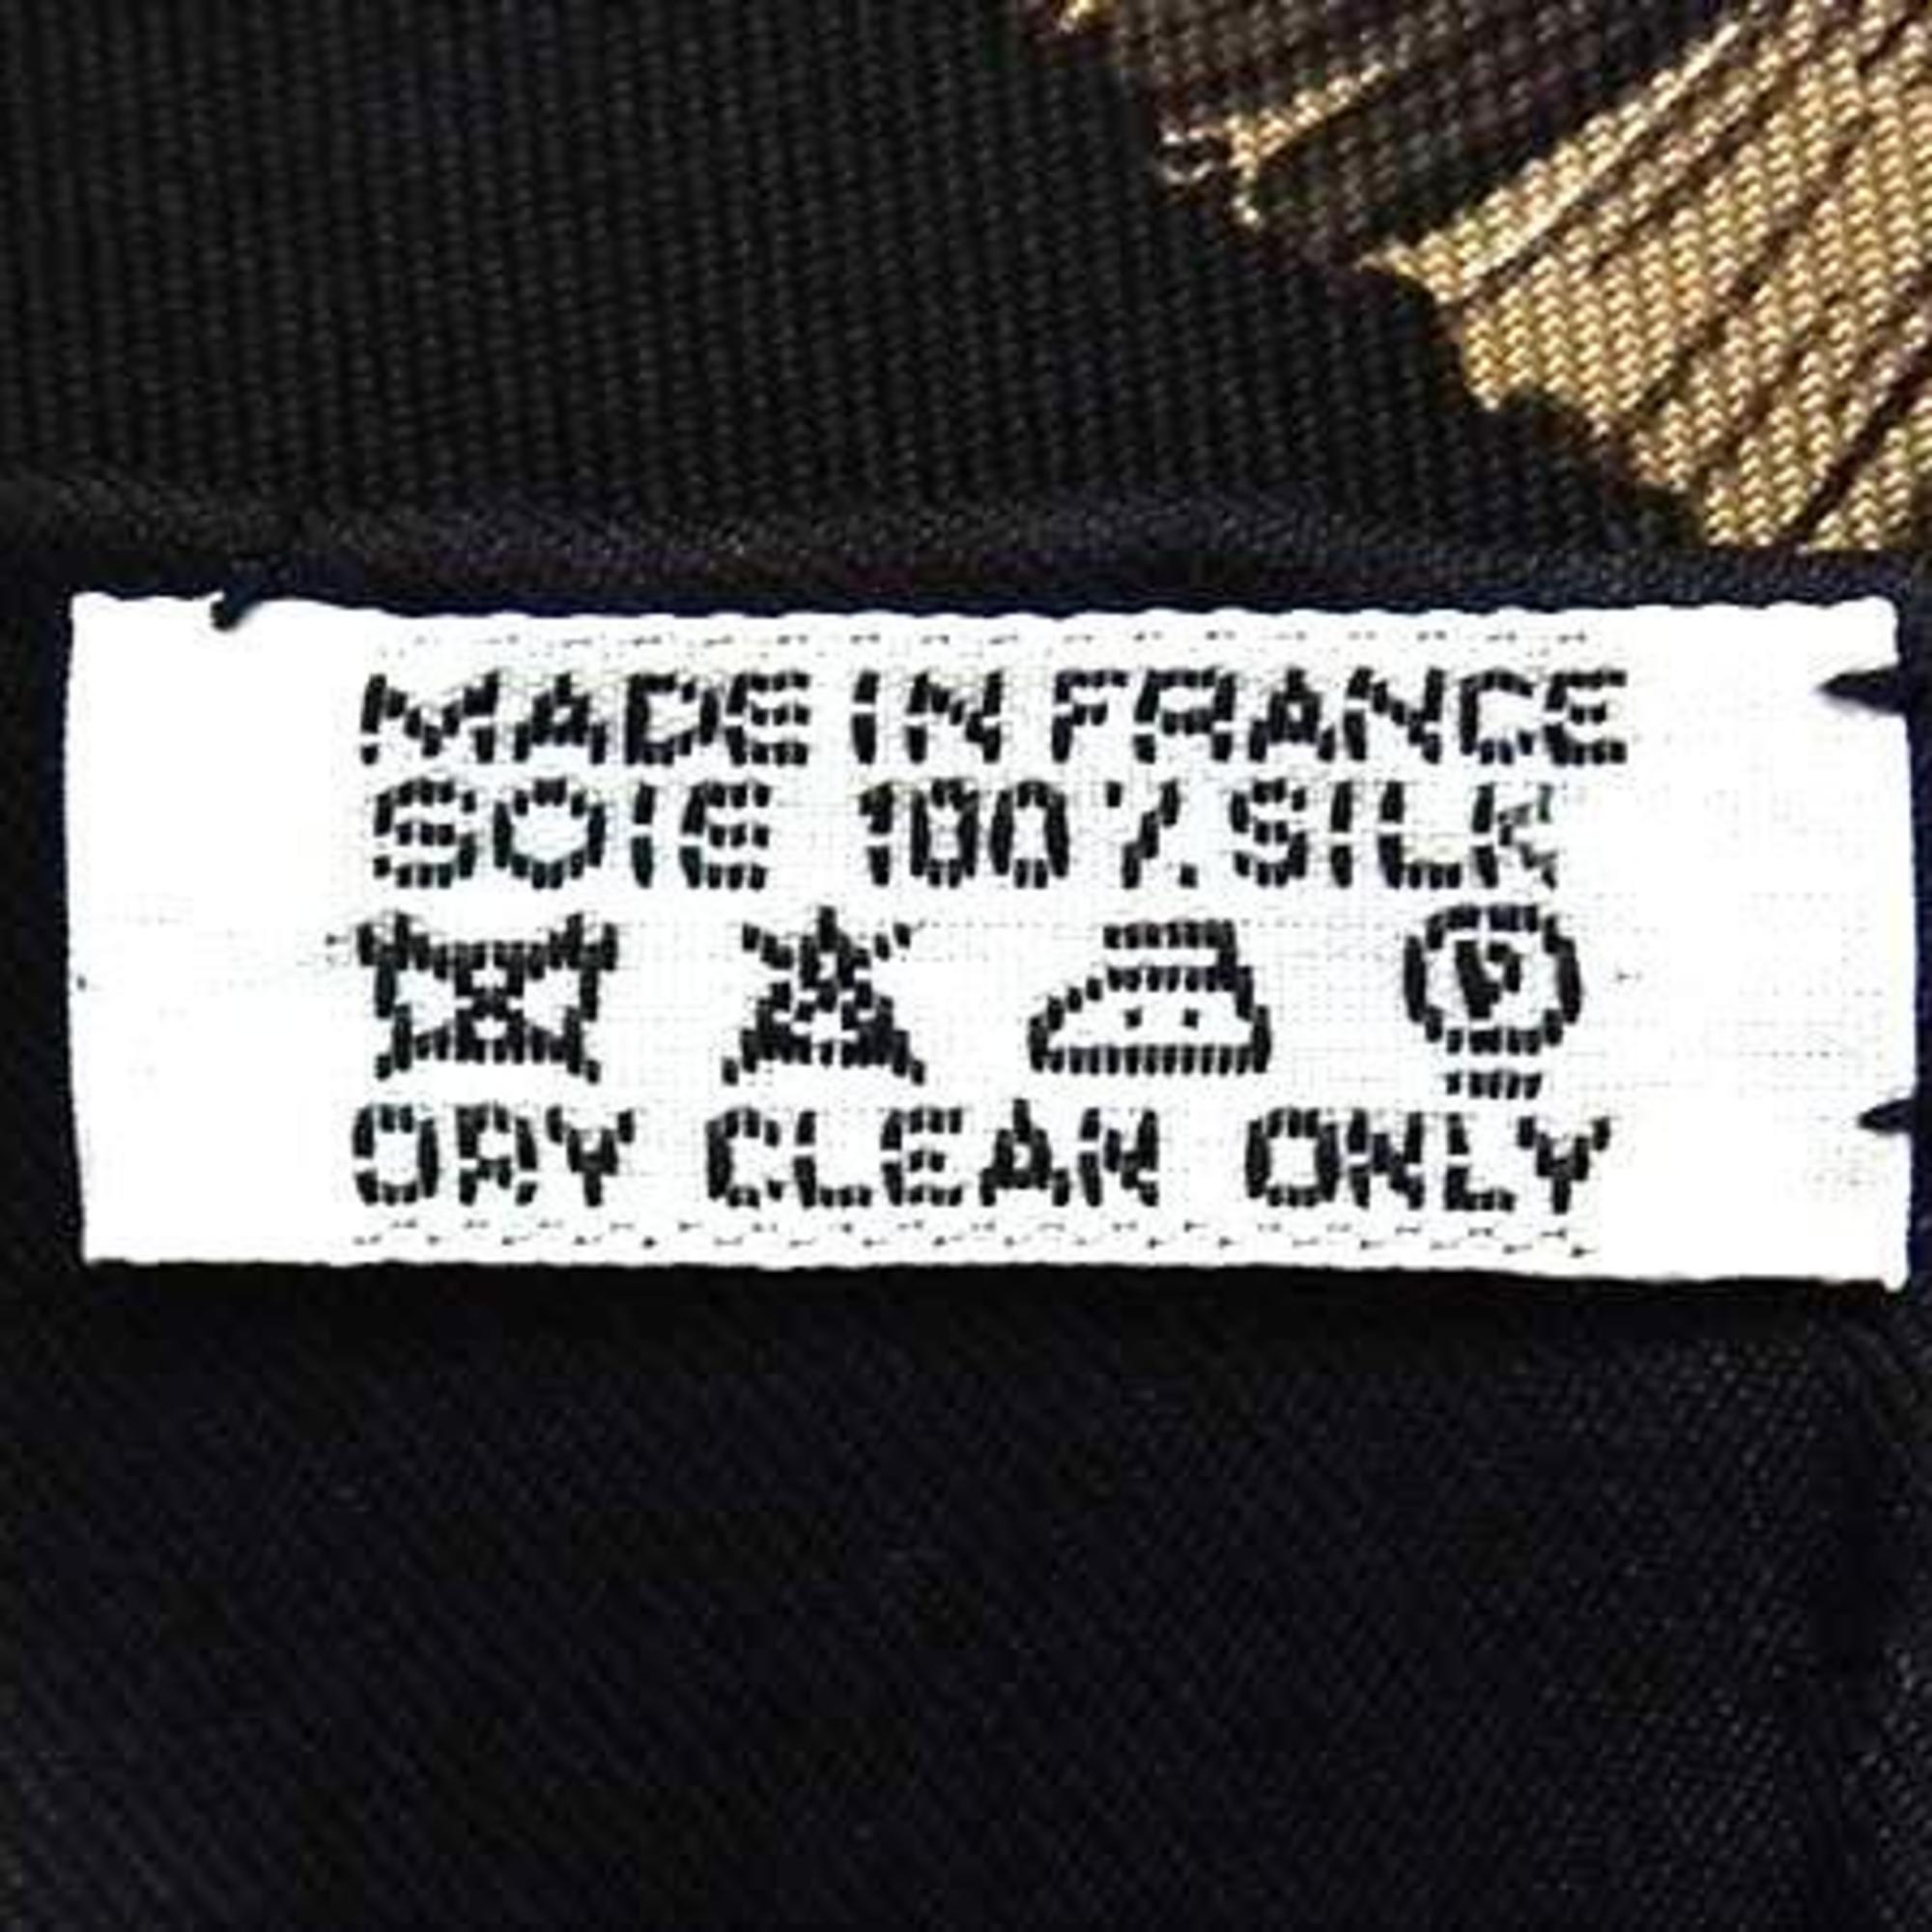 MADE IN FRANCE
SOIE 100% SILK
P
DRY CLEAN ONLY